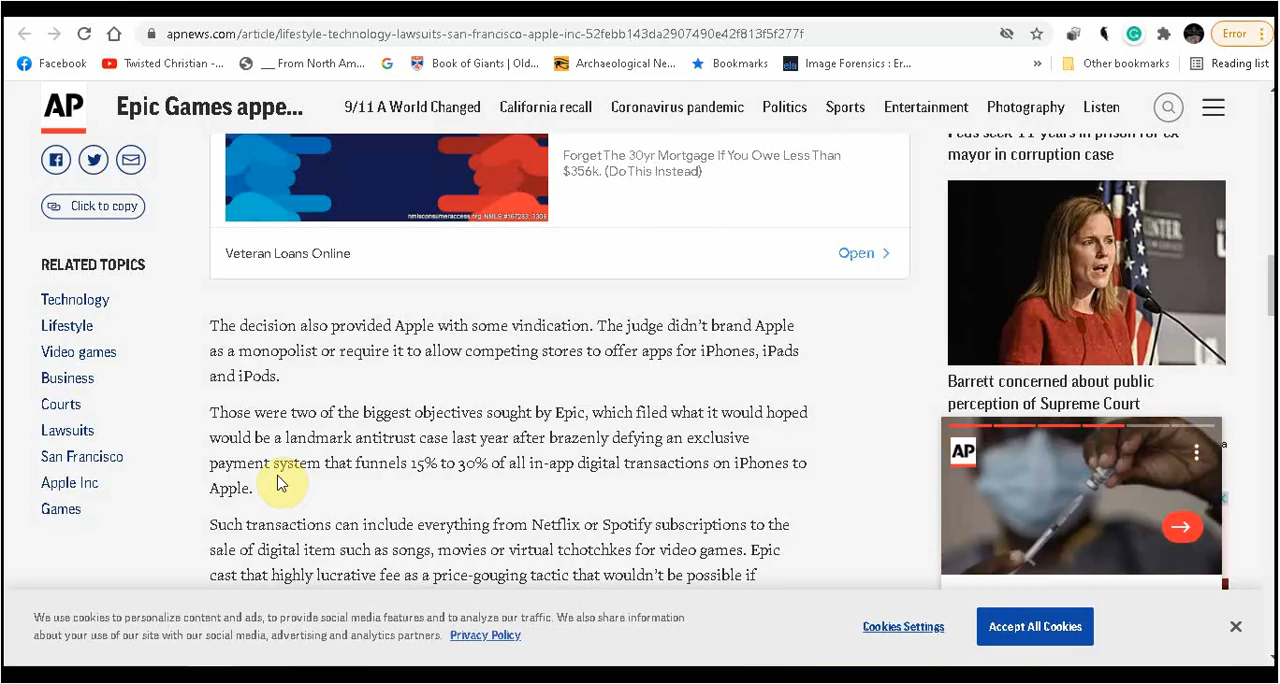 apnews.com/article/lifestyle-technology-lawsuits-san-francisco-apple-inc-52febb143da2907490e42f813f5f277f
Error
Facebook
Twisted Christian -...
__ From North Am...
Book of Giants | Old...
Archaeological Ne...
Bookmarks
ela
Image Forensics : Er...
»
Other bookmarks
Reading list
AP
Epic Games appe...
9/11 A World Changed
California recall
Coronavirus pandemic
Politics
Sports
Entertainment
Photography
Listen
Click to copy
RELATED TOPICS
Technology
Lifestyle
Video games
Business
Courts
Lawsuits
San Francisco
Apple Inc
Games
Forget The 30yr Mortgage If You Owe Less Than
$356k. (Do This Instead)
Veteran Loans Online
Open
The decision also provided Apple with some vindication. The judge didn't brand Apple
as a monopolist or require it to allow competing stores to offer apps for iPhones, iPads
and iPods.
Those were two of the biggest objectives sought by Epic, which filed what it would hoped
would be a landmark antitrust case last year after brazenly defying an exclusive
payment system that funnels 15% to 30% of all in-app digital transactions on iPhones to
Apple.
Such transactions can include everything from Netflix or Spotify subscriptions to the
sale of digital item such as songs, movies or virtual tchotchkes for video games. Epic
cast that highly lucrative fee as a price-gouging tactic that wouldn't be possible if
Feds seek 11 years in prison for ex
mayor in corruption case
Barrett concerned about public
perception of Supreme Court
AP
We use cookies to personalize content and ads, to provide social media features and to analyze our traffic. We also share information
about your use of our site with our social media, advertising and analytics partners. Privacy Policy
Cookies Settings
Accept All Cookies